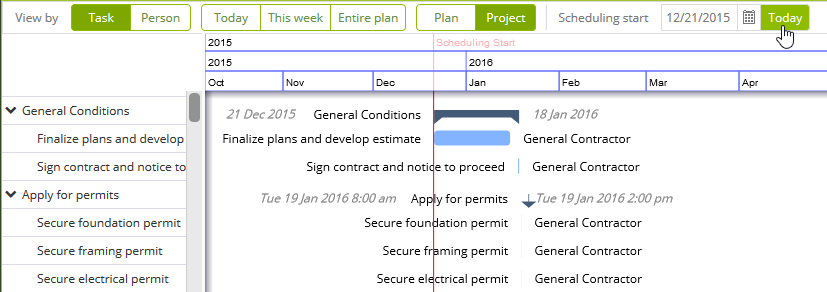 View by Task Person Today This week Entire plan Plan Project Scheduling start 12/21/2015 Today
2015 Scheduling Start
2015 2016
Oct Nov Dec Jan Feb Mar Apr
General Conditions 21 Dec 2015 General Conditions 18 Jan 2016
Finalize plans and develop Finalize plans and develop estimate General Contractor
Sign contract and notice to Sign contract and notice to proceed General Contractor
Apply for permits Tue 19 Jan 2016 8:00 am Apply for permits Tue 19 Jan 2016 2:00 pm
Secure foundation permit Secure foundation permit General Contractor
Secure framing permit Secure framing permit General Contractor
Secure electrical permit Secure electrical permit General Contractor